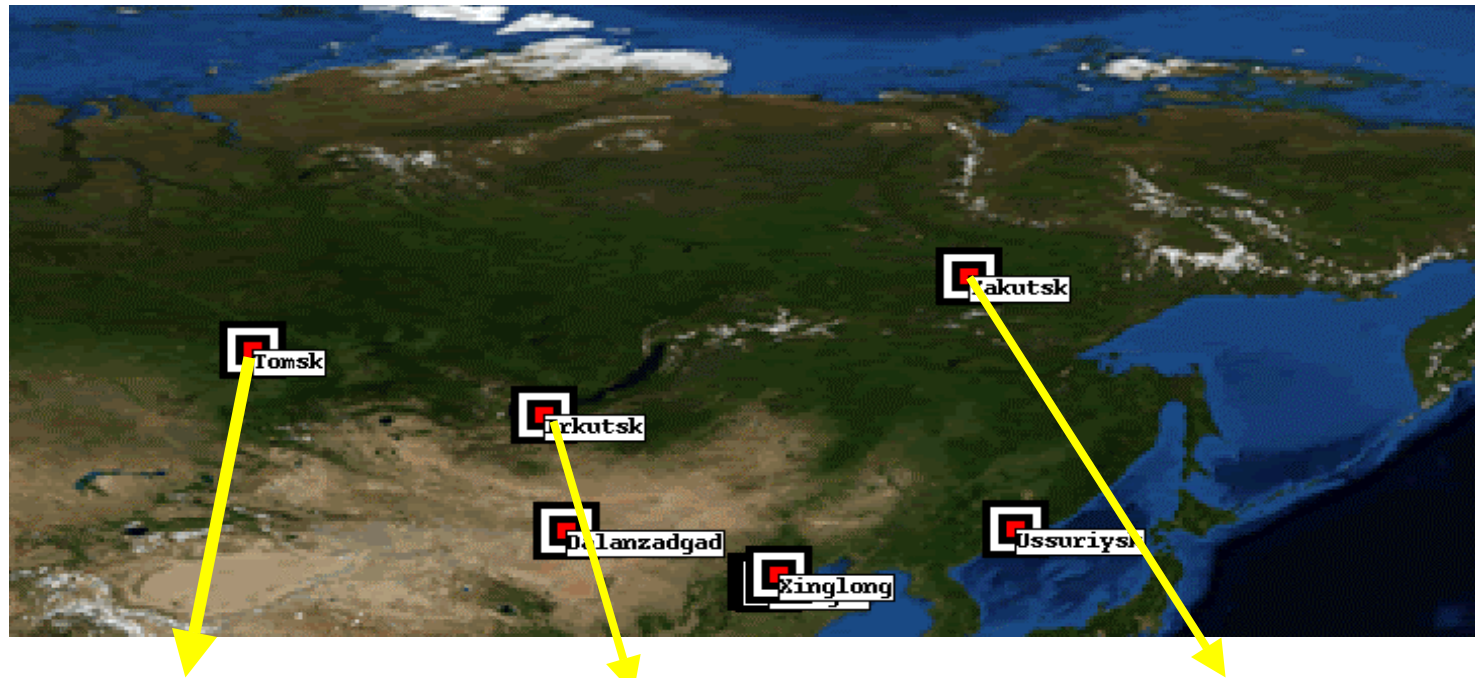 Yakutsk
Tomsk
Irkutsk
Dalanzadgad
Ussuriysk
Xinglong